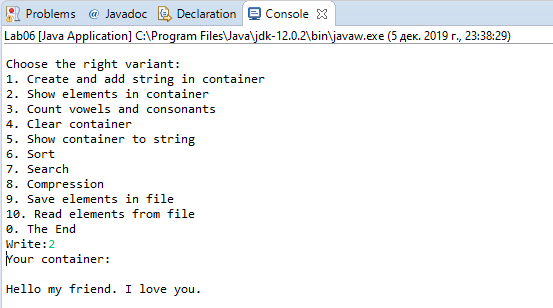 Problems @ Javadoc Declaration Console
Lab06 [Java Application] C:\Program Files\Java\jdk-12.0.2\bin\javaw.exe (5 дек. 2019 г., 23:38:29)
Choose the right variant:
1. Create and add string in container
2. Show elements in container
3. Count vowels and consonants
4. Clear container
5. Show container to string
6. Sort
7. Search
8. Compression
9. Save elements in file
10. Read elements from file
0. The End
Write:2
Your container:
Hello my friend. I love you.